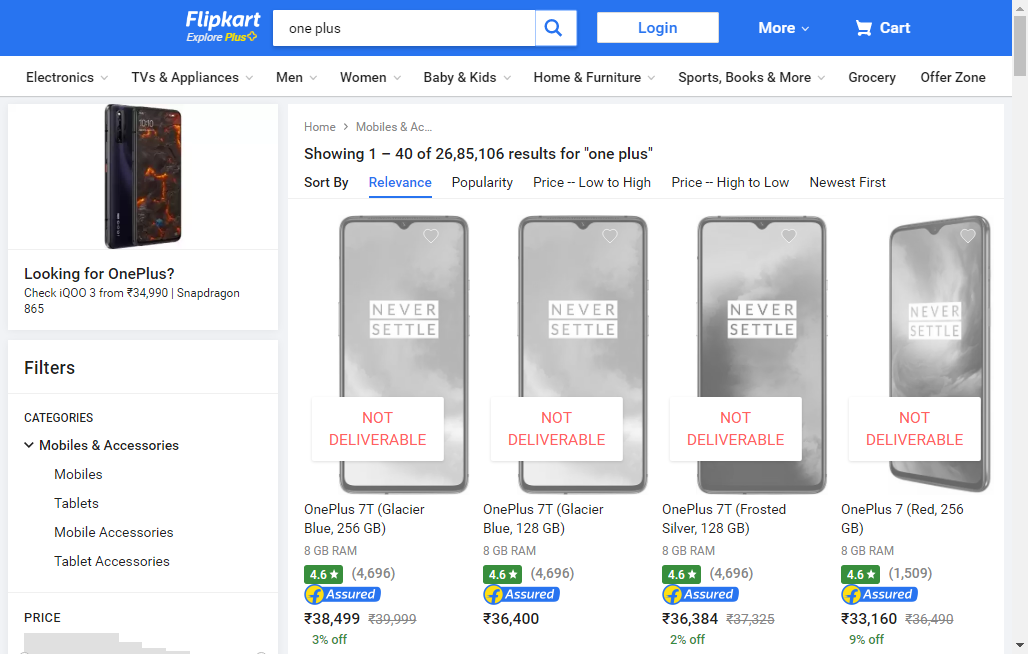 Flipkart
Explore Plus
one plus
Login
More
Cart
Electronics
TVs & Appliances
Men
Women
Baby & Kids
Home & Furniture
Sports, Books & More
Grocery
Offer Zone
10:10
Looking for OnePlus?
Check iQOO 3 from ₹34,990 | Snapdragon
865
Filters
CATEGORIES
Mobiles & Accessories
Mobiles
Tablets
Mobile Accessories
Tablet Accessories
PRICE
Home
Mobiles & Ac...
Showing 1 – 40 of 26,85,106 results for "one plus"
Sort By
Relevance
Popularity
Price -- Low to High
Price -- High to Low
Newest First
NEVER
SETTLE
NOT
DELIVERABLE
OnePlus 7T (Glacier
Blue, 256 GB)
8 GB RAM
4.6 (4,696)
Assured
₹38,499 ₹39,999
3% off
NEVER
SETTLE
NOT
DELIVERABLE
OnePlus 7T (Glacier
Blue, 128 GB)
8 GB RAM
4.6 (4,696)
Assured
₹36,400
NEVER
SETTLE
NOT
DELIVERABLE
OnePlus 7T (Frosted
Silver, 128 GB)
8 GB RAM
4.6 (4,696)
Assured
₹36,384 ₹37,325
2% off
NEVER
SETTLE
NOT
DELIVERABLE
OnePlus 7 (Red, 256
GB)
8 GB RAM
4.6 (1,509)
Assured
₹33,160 ₹36,490
9% off